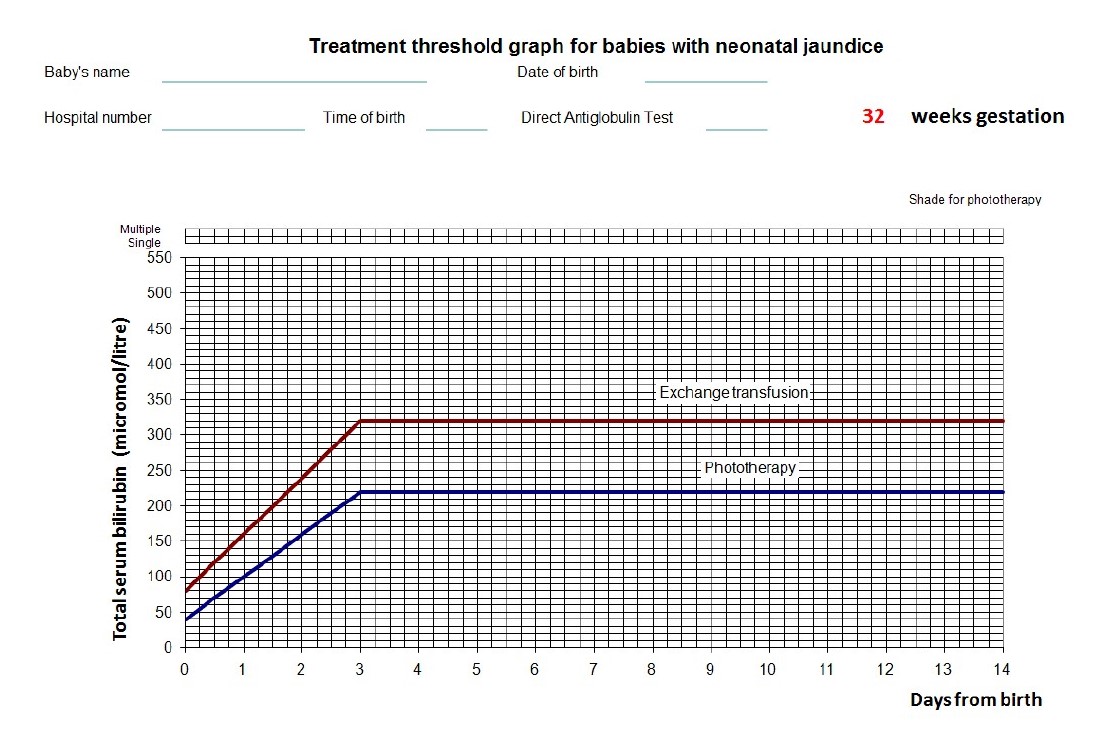 Treatment threshold graph for babies with neonatal jaundice
Baby's name Date of birth
Hospital number Time of birth Direct Antiglobulin Test 32 weeks gestation
Shade for phototherapy
Multiple
Single
550
500
450
400
350
300
250
200
150
100
50
0
Total serum bilirubin (micromol/litre)
Exchange transfusion
Phototherapy
0 1 2 3 4 5 6 7 8 9 10 11 12 13 14
Days from birth